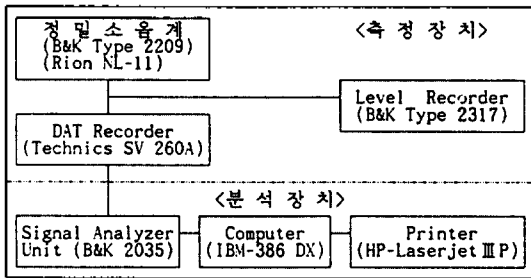 정 밀 소 음 계
(B&K Type 2209)
(Rion NL-11)
<측 정 장 치>
Level Recorder
(B&K Type 2317)
DAT Recorder
(Technics SV 260A)
<분 석 장 치>
Signal Analyzer
Unit (B&K 2035)
Computer
(IBM-386 DX)
Printer
(HP-Laserjet ⅢP)